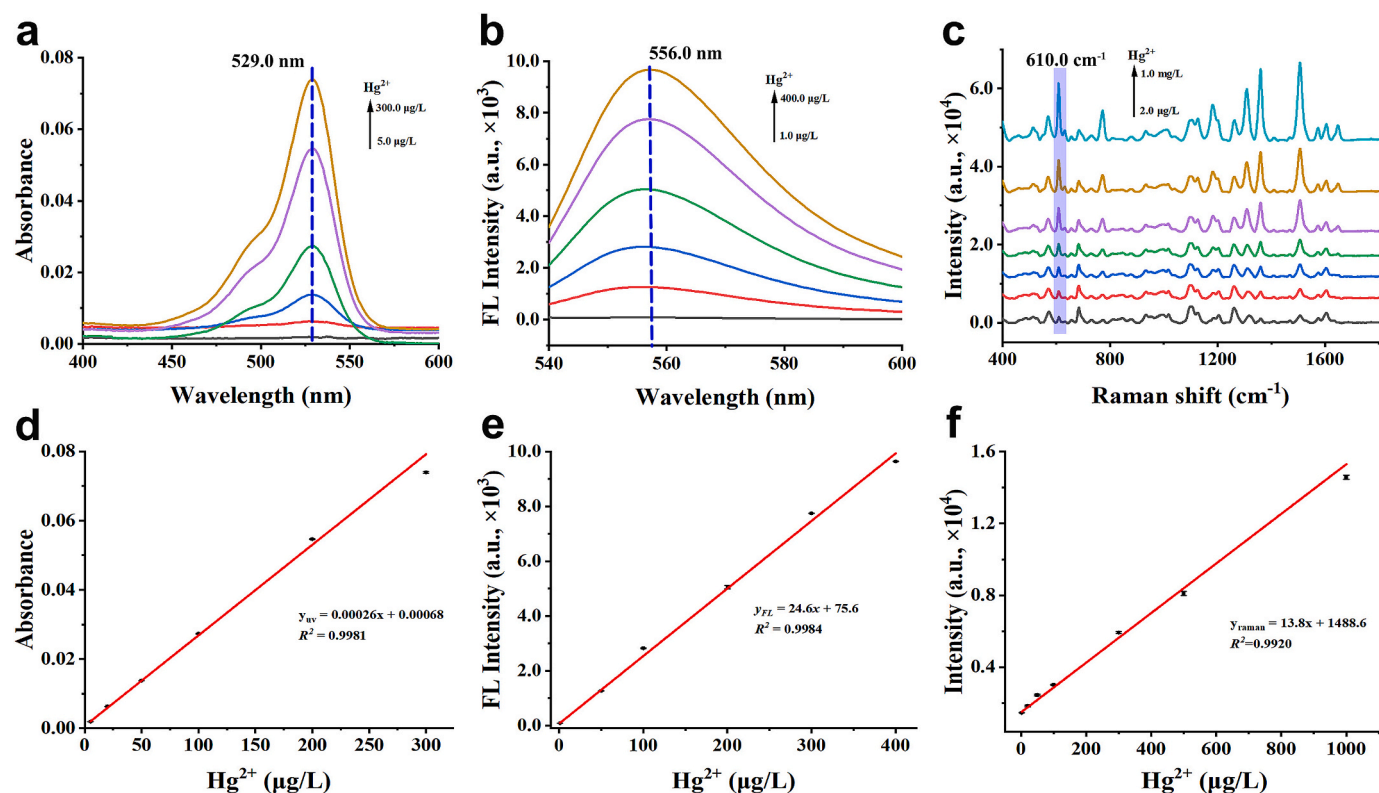 a
529.0 nm
Hg²⁺
300.0 μg/L
5.0 μg/L
0.08
0.06
0.04
0.02
0.00
Absorbance
400 450 500 550 600
Wavelength (nm)
b
556.0 nm
Hg²⁺
400.0 μg/L
1.0 μg/L
10.0
8.0
6.0
4.0
2.0
0.0
FL Intensity (a.u., ×10³)
540 560 580 600
Wavelength (nm)
c
610.0 cm⁻¹
Hg²⁺
1.0 mg/L
2.0 μg/L
6.0
4.0
2.0
0.0
Intensity (a.u., ×10⁴)
400 800 1200 1600
Raman shift (cm⁻¹)
d
0.08
0.06
0.04
0.02
0.00
Absorbance
yuv = 0.00026x + 0.00068
R² = 0.9981
0 50 100 150 200 250 300
Hg²⁺ (μg/L)
e
10.0
8.0
6.0
4.0
2.0
0.0
FL Intensity (a.u., ×10³)
yFL = 24.6x + 75.6
R² = 0.9984
0 100 200 300 400
Hg²⁺ (μg/L)
f
1.6
1.2
0.8
0.4
Intensity (a.u., ×10⁴)
yraman = 13.8x + 1488.6
R²=0.9920
0 200 400 600 800 1000
Hg²⁺ (μg/L)